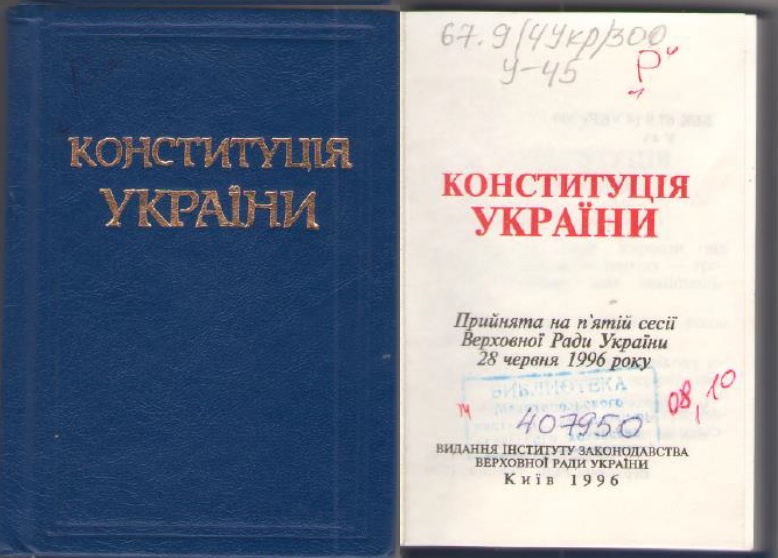 КОНСТИТУЦІЯ
УКРАЇНИ
67.9(4Укр)300
У-45
"Р"
КОНСТИТУЦІЯ
УКРАЇНИ
Прийнята на п'ятій сесії
Верховної Ради України
28 червня 1996 року
08,10
407950
ВИДАННЯ ІНСТИТУТУ ЗАКОНОДАВСТВА
ВЕРХОВНОЇ РАДИ УКРАЇНИ
Київ 1996